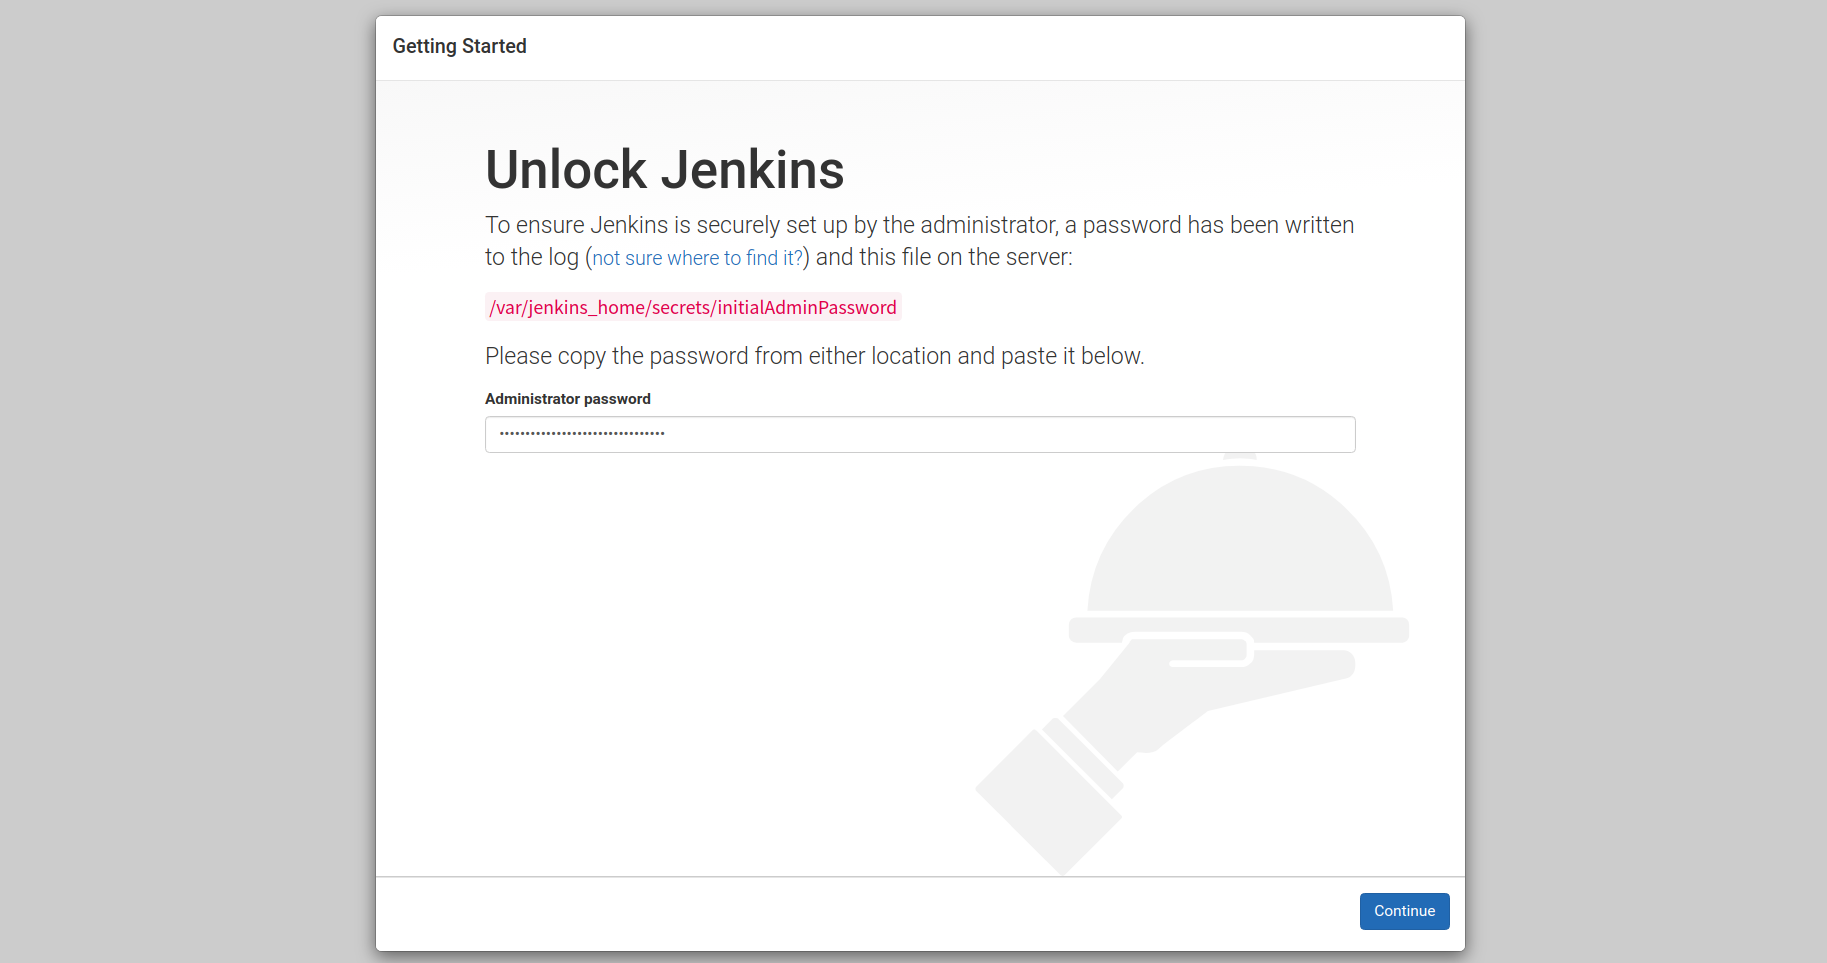 Getting Started
Unlock Jenkins
To ensure Jenkins is securely set up by the administrator, a password has been written
to the log (not sure where to find it?) and this file on the server:
/var/jenkins_home/secrets/initialAdminPassword
Please copy the password from either location and paste it below.
Administrator password
••••••••••••••••••••••••••••••••
Continue